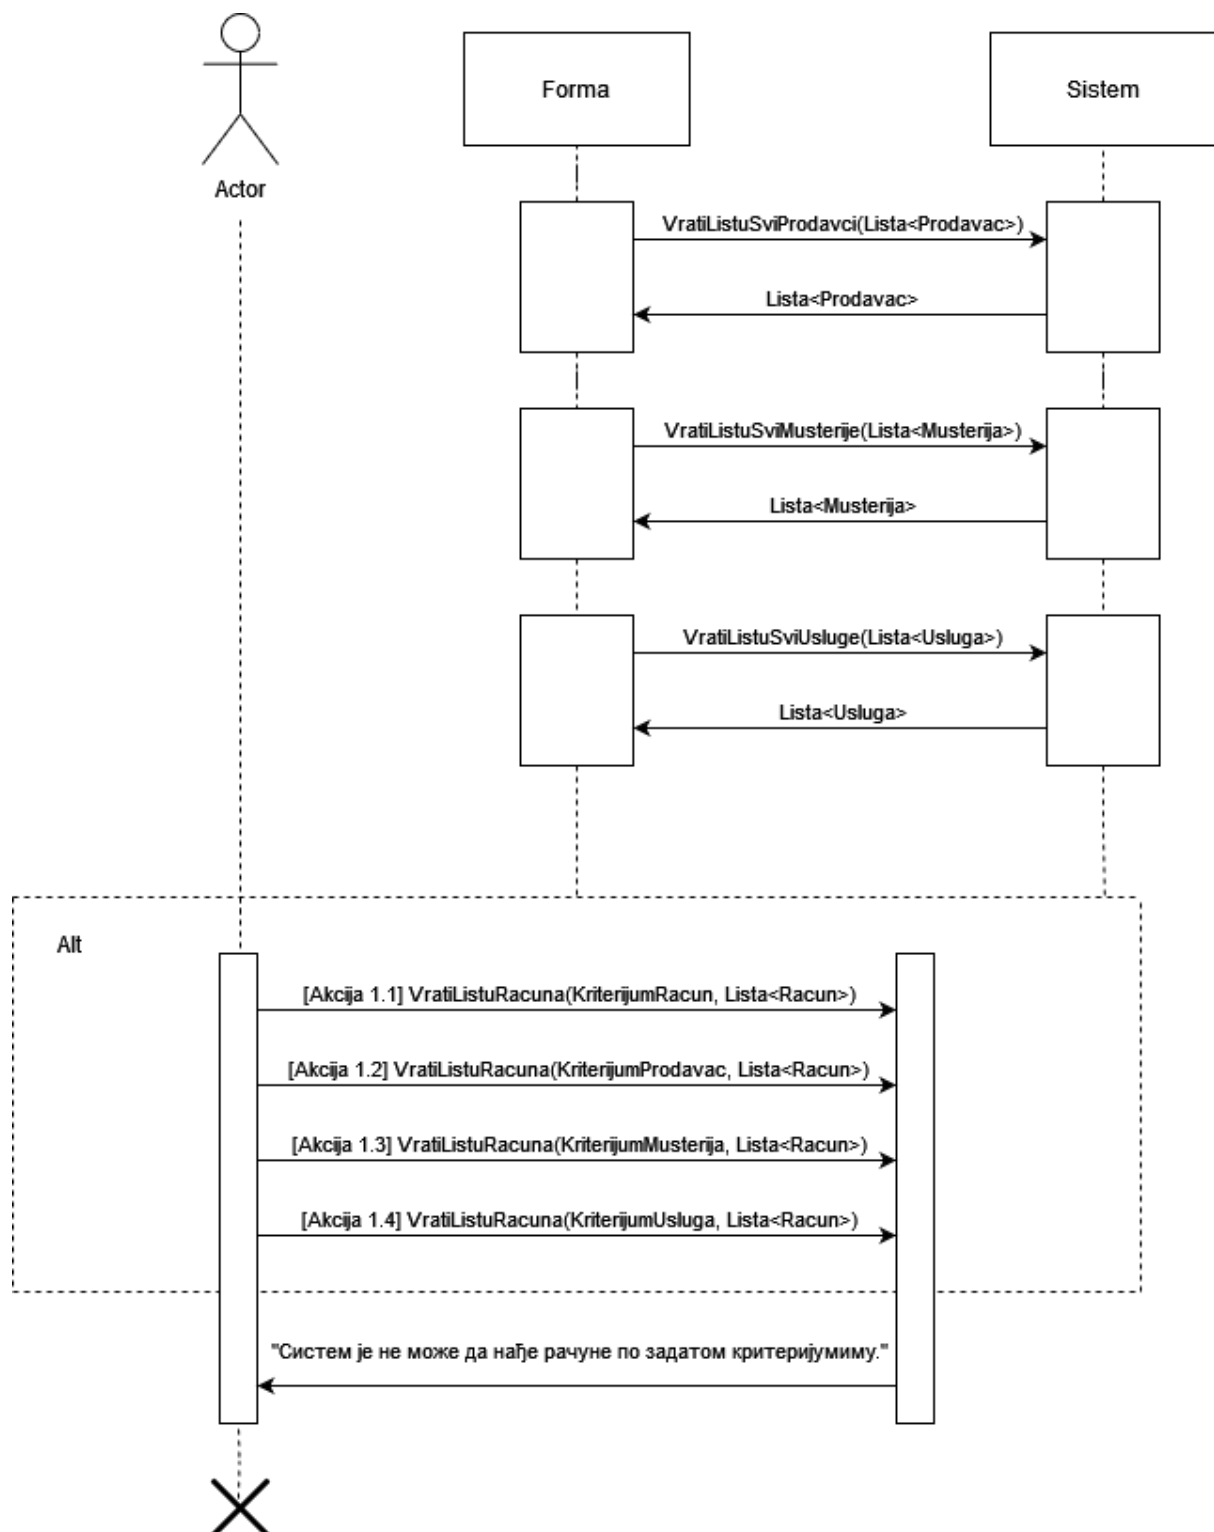 Actor
Forma
Sistem
VratiListuSviProdavci(Lista<Prodavac>)
Lista<Prodavac>
VratiListuSviMusterije(Lista<Musterija>)
Lista<Musterija>
VratiListuSviUsluge(Lista<Usluga>)
Lista<Usluga>
Alt
[Akcija 1.1] VratiListuRacuna(KriterijumRacun, Lista<Racun>)
[Akcija 1.2] VratiListuRacuna(KriterijumProdavac, Lista<Racun>)
[Akcija 1.3] VratiListuRacuna(KriterijumMusterija, Lista<Racun>)
[Akcija 1.4] VratiListuRacuna(KriterijumUsluga, Lista<Racun>)
"Систем је не може да нађе рачуне по задатом критеријумиму."